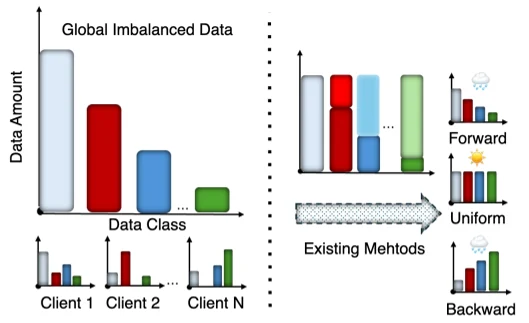 Global Imbalanced Data
Data Amount
...
Data Class
Client 1
Client 2
...
Client N
...
Existing Mehtods
Forward
Uniform
Backward